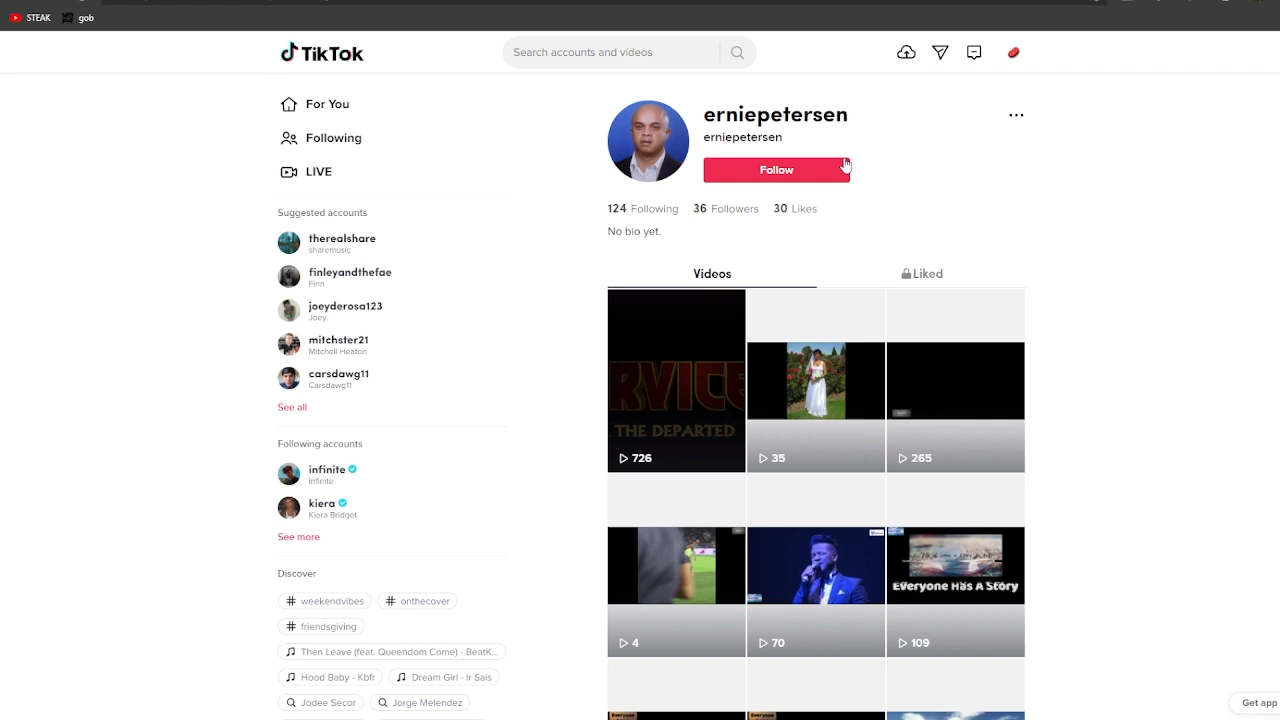 STEAK
gob
TikTok
Search accounts and videos
For You
Following
LIVE
Suggested accounts
therealshare
sharemusic
finleyandthefae
Finn
joeyderosa123
Joey.
mitchster21
Mitchell Heaton
carsdawg11
Carsdawg11
See all
Following accounts
infinite
Infinite
kiera
Kiera Bridget
See more
Discover
# weekendvibes
# onthecover
# friendsgiving
Then Leave (feat. Queendom Come) - BeatK...
Hood Baby - Kbfr
Dream Girl - Ir Sais
Jodee Secor
Jorge Melendez
erniepetersen
erniepetersen
Follow
124 Following
36 Followers
30 Likes
No bio yet.
Videos
Liked
RVICE
THE DEPARTED
726
35
265
4
70
Everyone Has A Story
109
Get app